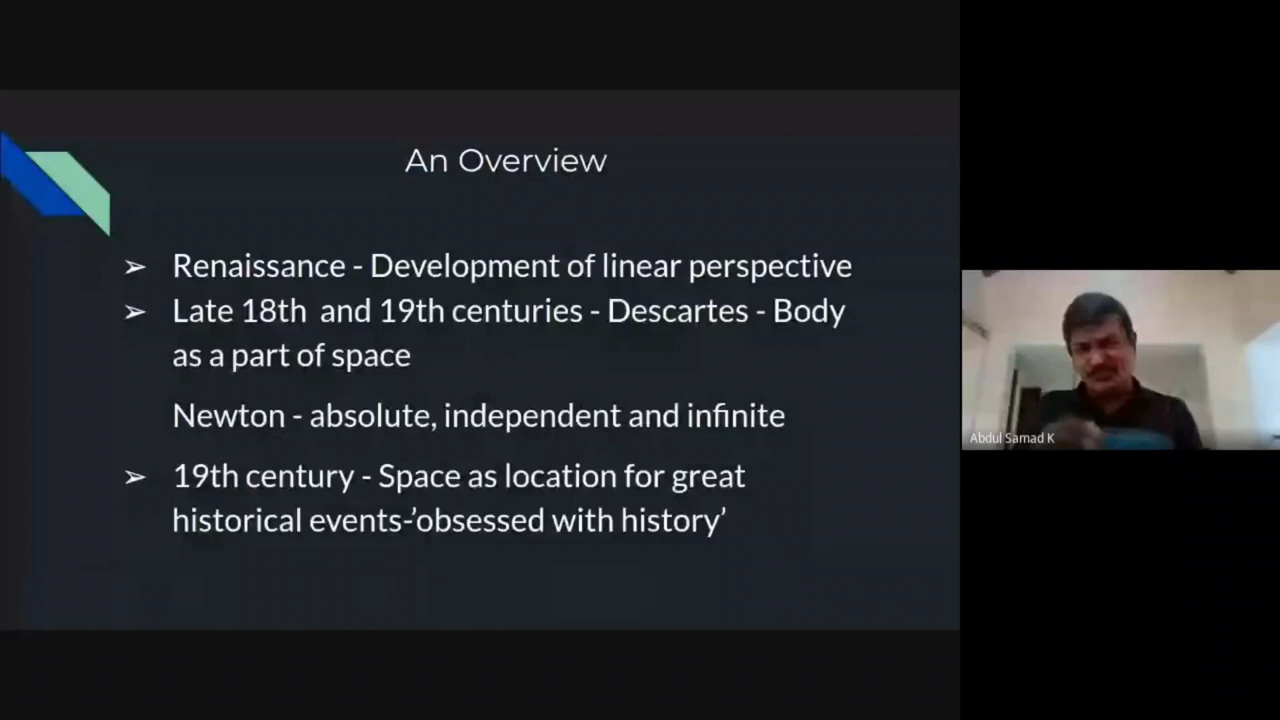 An Overview
➢ Renaissance - Development of linear perspective
➢ Late 18th and 19th centuries - Descartes - Body
as a part of space
Newton - absolute, independent and infinite
➢ 19th century - Space as location for great
historical events-’obsessed with history’
Abdul Samad K